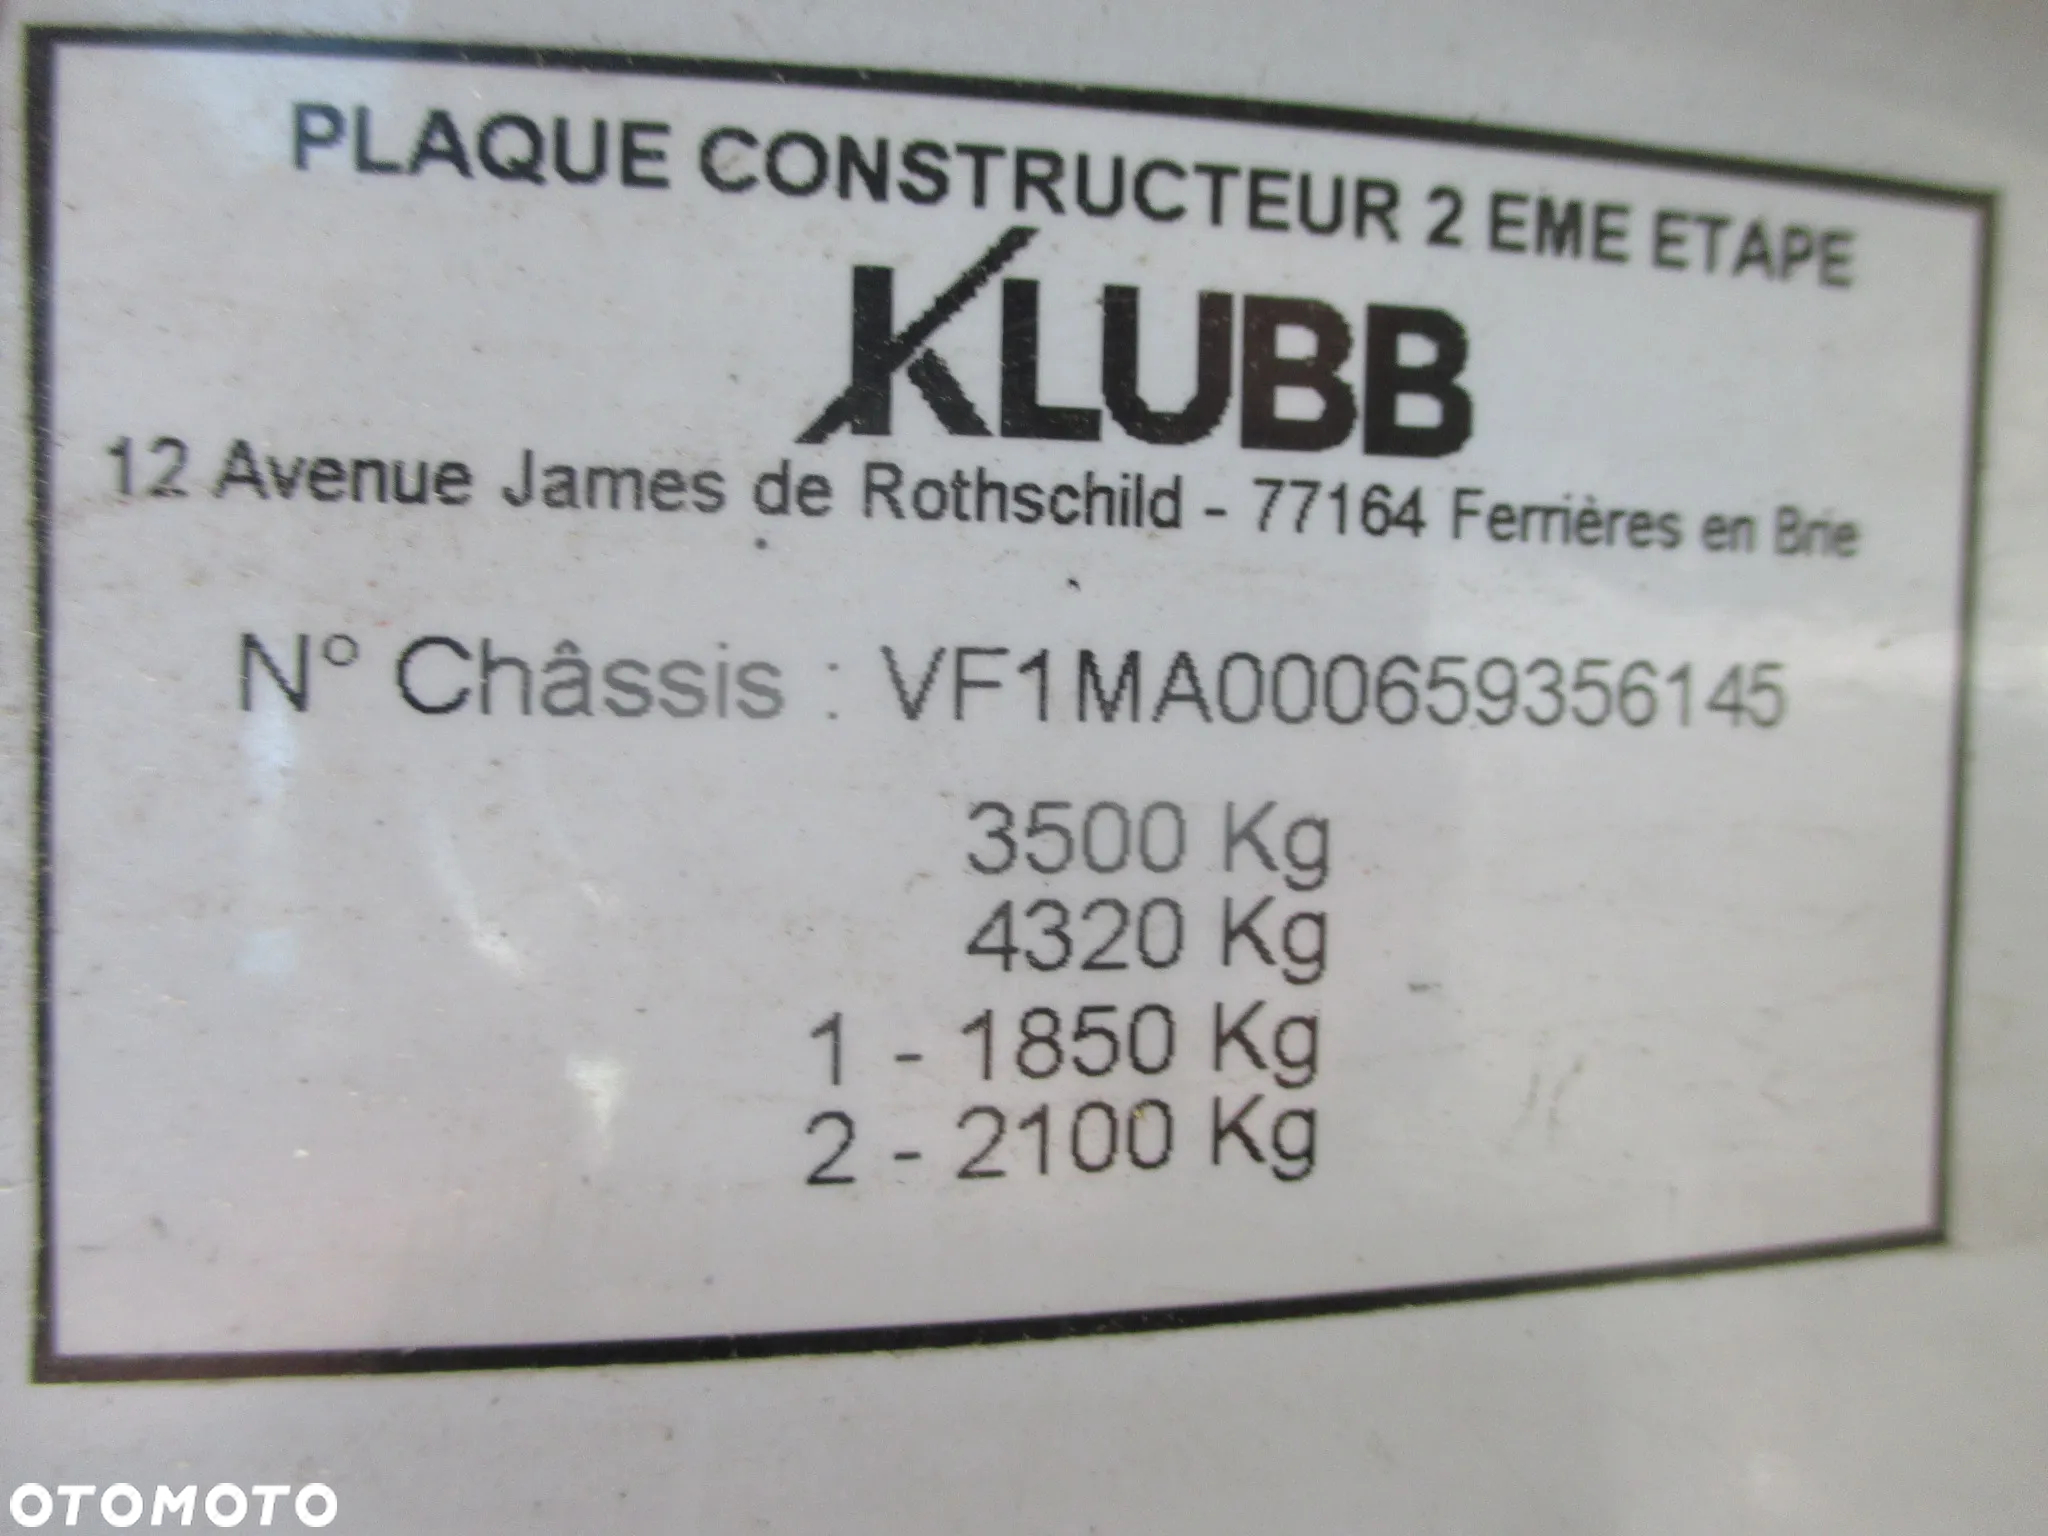 PLAQUE CONSTRUCTEUR 2 EME ETAPE
KLUBB
12 Avenue James de Rothschild - 77164 Ferrières en Brie
N° Châssis : VF1MA000659356145
3500 Kg
4320 Kg
1 - 1850 Kg
2 - 2100 Kg
OTOMOTO